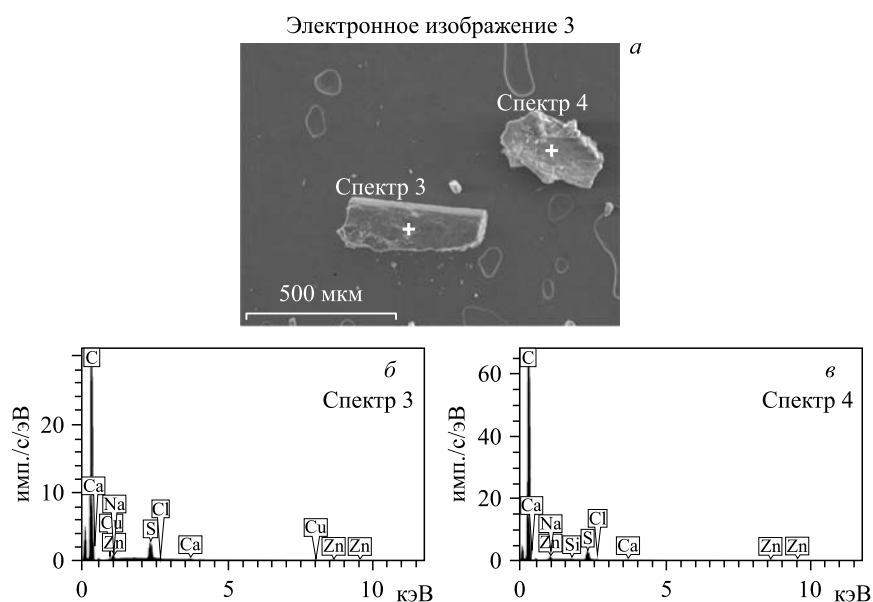 Электронное изображение 3
а
Спектр 4
Спектр 3
500 мкм
б
Спектр 3
имп./с/эВ
20
10
0
C
Ca
Na
Cu
Zn
S
Cl
Ca
Cu
Zn
Zn
0
5
10
кэВ
в
Спектр 4
имп./с/эВ
60
40
20
0
C
Ca
Na
Zn
Si
S
Cl
Ca
Zn
Zn
0
5
10
кэВ